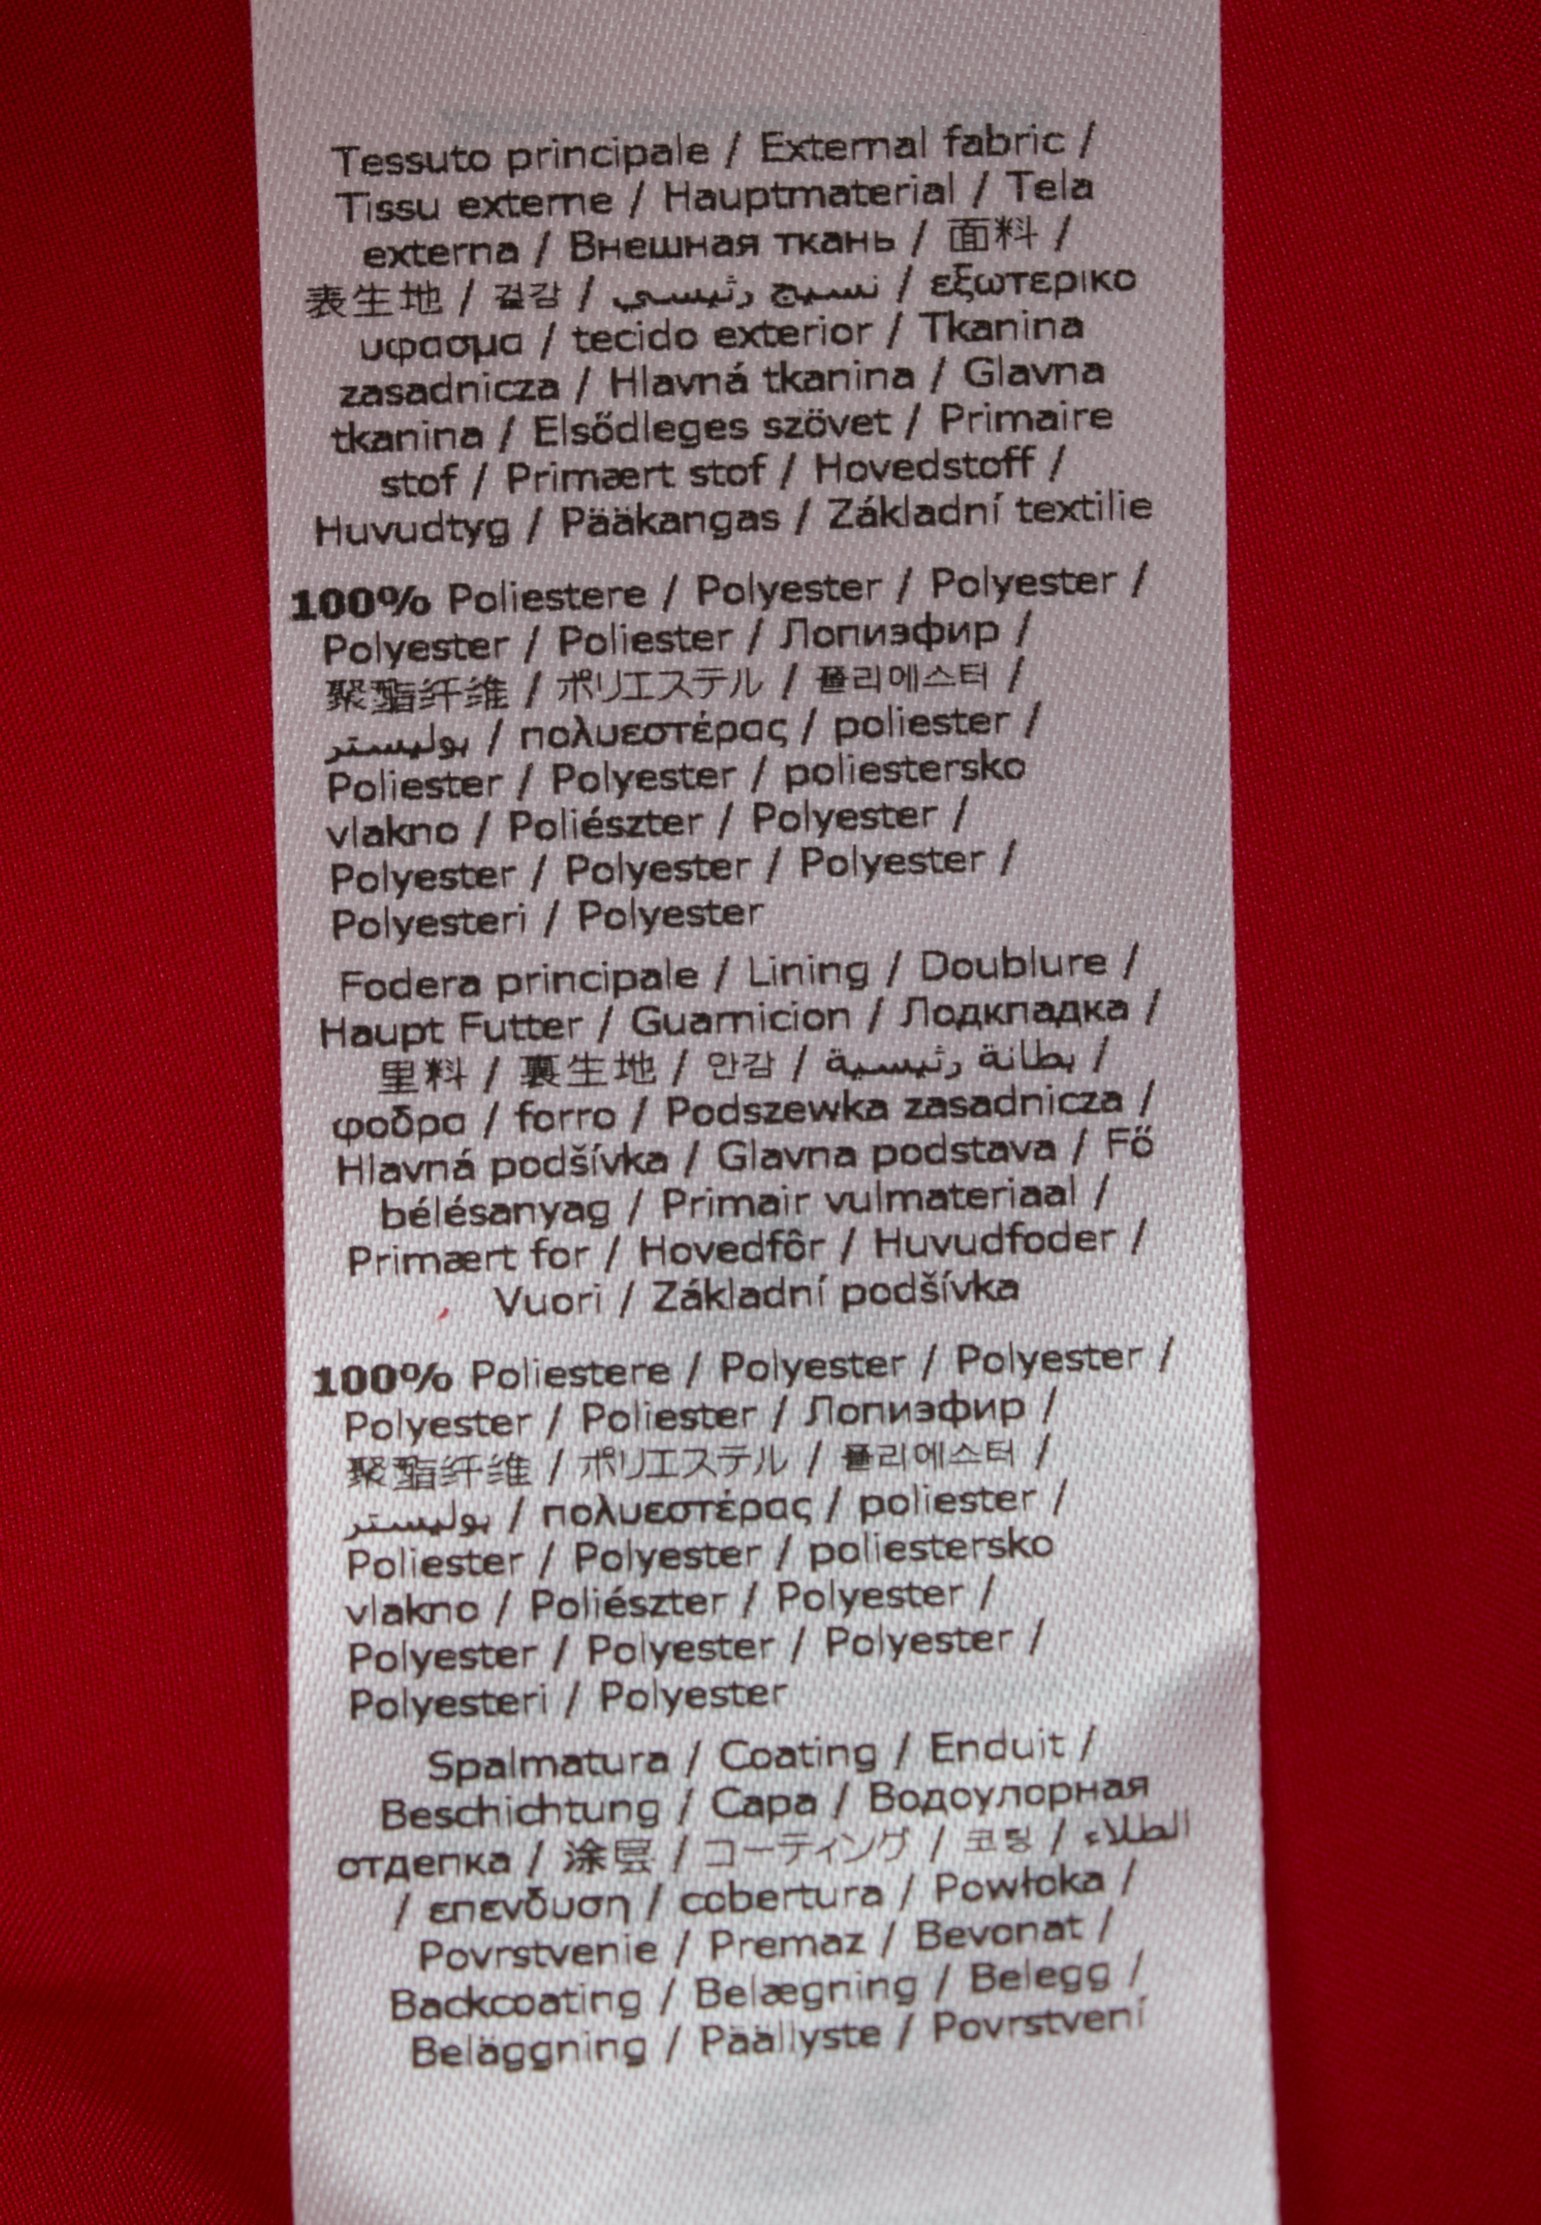 Tessuto principale / External fabric /
Tissu externe / Hauptmaterial / Tela
externa / Внешная ткань / 面料 /
表生地 / 겉감 / نسيج رئيسي / εξωτερικο
υφασμα / tecido exterior / Tkanina
zasadnicza / Hlavná tkanina / Glavna
tkanina / Elsődleges szövet / Primaire
stof / Primært stof / Hovedstoff /
Huvudtyg / Pääkangas / Základní textilie
100% Poliestere / Polyester / Polyester /
Polyester / Poliester / Лопиэфир /
聚酯纤维 / ポリエステル / 폴리에스터 /
بوليستر / πολυεστέρας / poliester /
Poliester / Polyester / poliestersko
vlakno / Poliészter / Polyester /
Polyester / Polyester / Polyester /
Polyesteri / Polyester
Fodera principale / Lining / Doublure /
Haupt Futter / Guarnicion / Лодкпадка /
里料 / 裏生地 / 안감 / بطانة رئيسية /
φοδρα / forro / Podszewka zasadnicza /
Hlavná podšívka / Glavna podstava / Fő
bélésanyag / Primair vulmateriaal /
Primært for / Hovedfôr / Huvudfoder /
Vuori / Základní podšívka
100% Poliestere / Polyester / Polyester /
Polyester / Poliester / Лопиэфир /
聚酯纤维 / ポリエステル / 폴리에스터 /
بوليستر / πολυεστέρας / poliester /
Poliester / Polyester / poliestersko
vlakno / Poliészter / Polyester /
Polyester / Polyester / Polyester /
Polyesteri / Polyester
Spalmatura / Coating / Enduit /
Beschichtung / Capa / Водоулорная
отдепка / 涂层 / コーティング / 코팅 / الطلاء
/ επενδυση / cobertura / Powłoka /
Povrstvenie / Premaz / Bevonat /
Backcoating / Belægning / Belegg /
Beläggning / Päällyste / Povrstvení